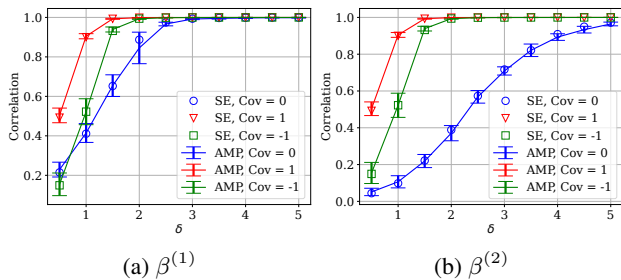 1.0
0.8
0.6
0.4
0.2
Correlation
SE, Cov = 0
SE, Cov = 1
SE, Cov = -1
AMP, Cov = 0
AMP, Cov = 1
AMP, Cov = -1
1 2 3 4 5
δ
(a) β^{(1)}
1.0
0.8
0.6
0.4
0.2
0.0
Correlation
SE, Cov = 0
SE, Cov = 1
SE, Cov = -1
AMP, Cov = 0
AMP, Cov = 1
AMP, Cov = -1
1 2 3 4 5
δ
(b) β^{(2)}